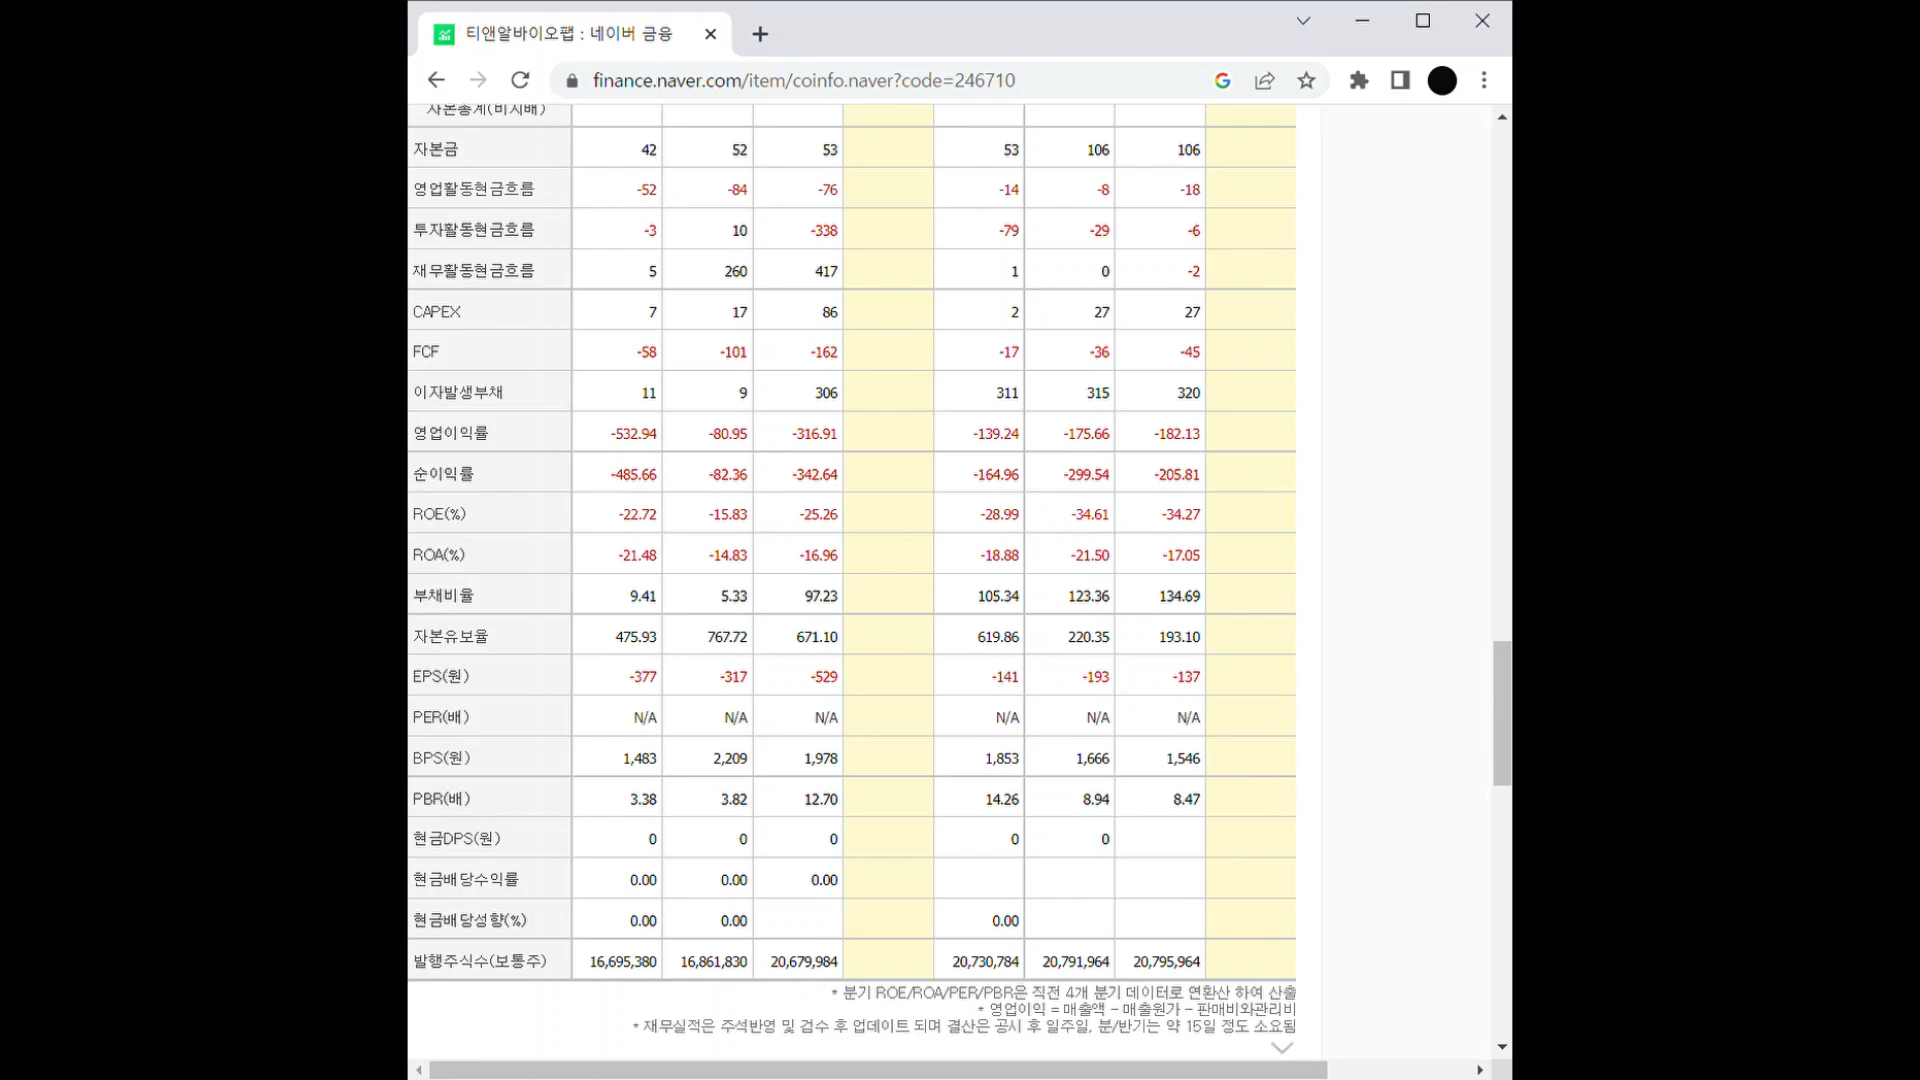 티앤알바이오팹 : 네이버 금융
finance.naver.com/item/coinfo.naver?code=246710
자본총계(비지배)
자본금 42 52 53 53 106 106
영업활동현금흐름 -52 -84 -76 -14 -8 -18
투자활동현금흐름 -3 10 -338 -79 -29 -6
재무활동현금흐름 5 260 417 1 0 -2
CAPEX 7 17 86 2 27 27
FCF -58 -101 -162 -17 -36 -45
이자발생부채 11 9 306 311 315 320
영업이익률 -532.94 -80.95 -316.91 -139.24 -175.66 -182.13
순이익률 -485.66 -82.36 -342.64 -164.96 -299.54 -205.81
ROE(%) -22.72 -15.83 -25.26 -28.99 -34.61 -34.27
ROA(%) -21.48 -14.83 -16.96 -18.88 -21.50 -17.05
부채비율 9.41 5.33 97.23 105.34 123.36 134.69
자본유보율 475.93 767.72 671.10 619.86 220.35 193.10
EPS(원) -377 -317 -529 -141 -193 -137
PER(배) N/A N/A N/A N/A N/A N/A
BPS(원) 1,483 2,209 1,978 1,853 1,666 1,546
PBR(배) 3.38 3.82 12.70 14.26 8.94 8.47
현금DPS(원) 0 0 0 0 0
현금배당수익률 0.00 0.00 0.00
현금배당성향(%) 0.00 0.00 0.00
발행주식수(보통주) 16,695,380 16,861,830 20,679,984 20,730,784 20,791,964 20,795,964
* 분기 ROE/ROA/PER/PBR은 직전 4개 분기 데이터로 연환산 하여 산출
* 영업이익 = 매출액 - 매출원가 - 판매비와관리비
* 재무실적은 주석반영 및 검수 후 업데이트 되며 결산은 공시 후 일주일, 분/반기는 약 15일 정도 소요됨